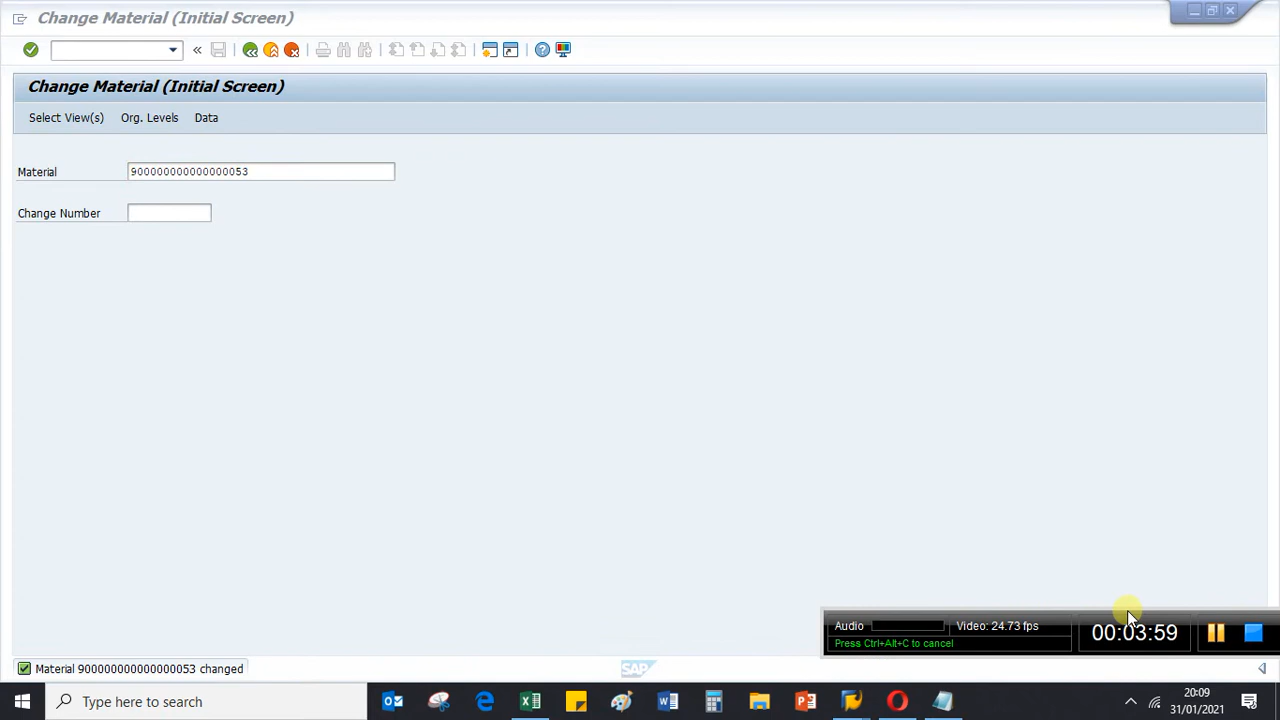 Change Material (Initial Screen)
Change Material (Initial Screen)
Select View(s) Org. Levels Data
Material 900000000000000053
Change Number
Audio Video: 24.73 fps
Press Ctrl+Alt+C to cancel
00:03:59
Material 900000000000000053 changed
SAP
Type here to search
20:09
31/01/2021